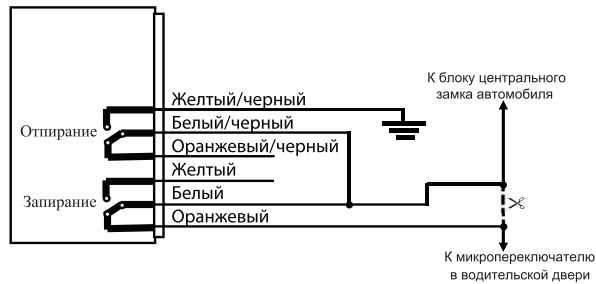 К блоку центрального
замка автомобиля
Желтый/черный
Белый/черный
Отпирание
Оранжевый/черный
Желтый
Запирание
Белый
Оранжевый
К микропереключателю
в водительской двери